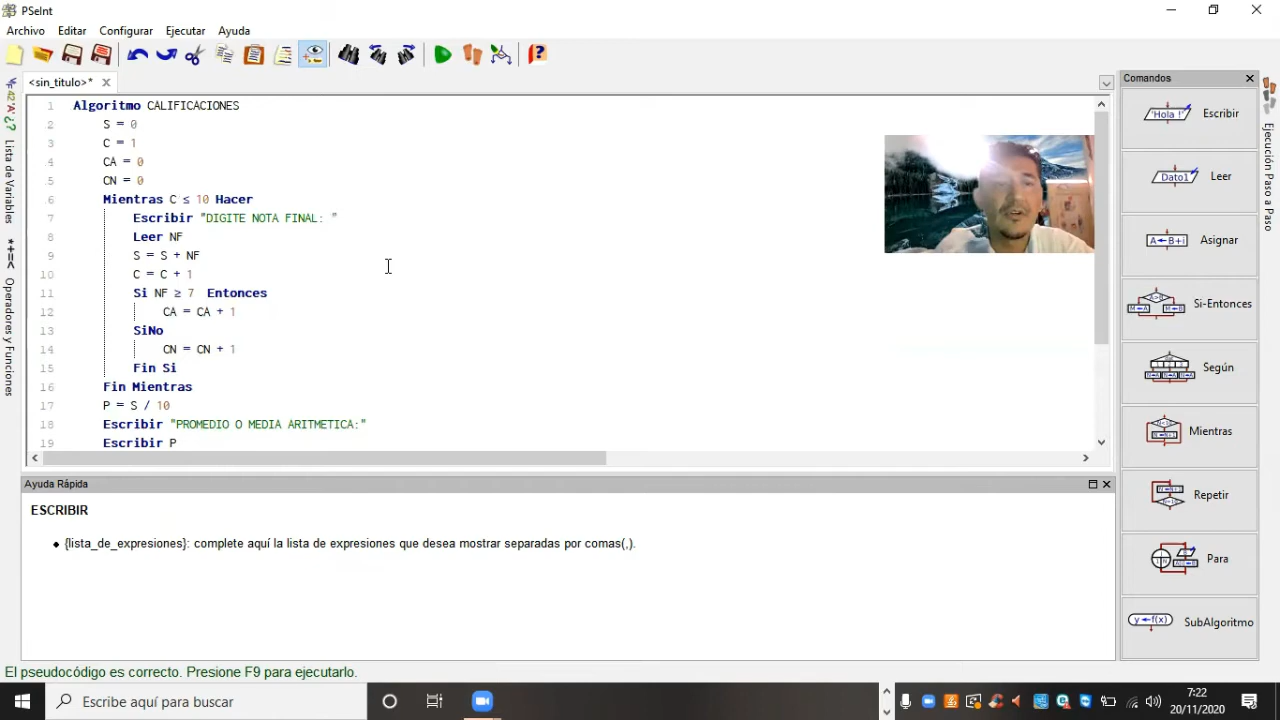 PSeInt
Archivo Editar Configurar Ejecutar Ayuda
<sin_titulo>*
Comandos
1 Algoritmo CALIFICACIONES
2 S = 0
3 C = 1
4 CA = 0
5 CN = 0
6 Mientras C ≤ 10 Hacer
7 Escribir "DIGITE NOTA FINAL: "
8 Leer NF
9 S = S + NF
10 C = C + 1
11 Si NF ≥ 7 Entonces
12 CA = CA + 1
13 SiNo
14 CN = CN + 1
15 Fin Si
16 Fin Mientras
17 P = S / 10
18 Escribir "PROMEDIO O MEDIA ARITMETICA:"
19 Escribir P
Lista de Variables
*+=< Operadores y Funciones
'Hola !' Escribir
Dato1 Leer
A←B+i Asignar
Si-Entonces
Según
Mientras
Repetir
Para
y←f(x) SubAlgoritmo
Ejecución Paso a Paso
Ayuda Rápida
ESCRIBIR
{lista_de_expresiones}: complete aquí la lista de expresiones que desea mostrar separadas por comas(,).
El pseudocódigo es correcto. Presione F9 para ejecutarlo.
Escribe aquí para buscar
7:22
20/11/2020